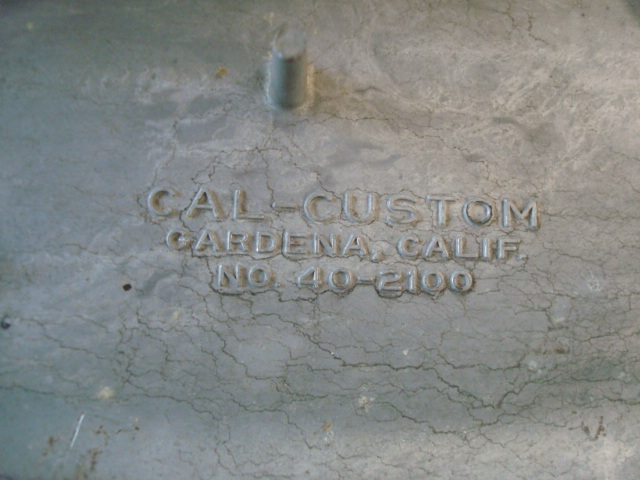 CAL-CUSTOM
GARDENA, CALIF.
NO. 40-2100